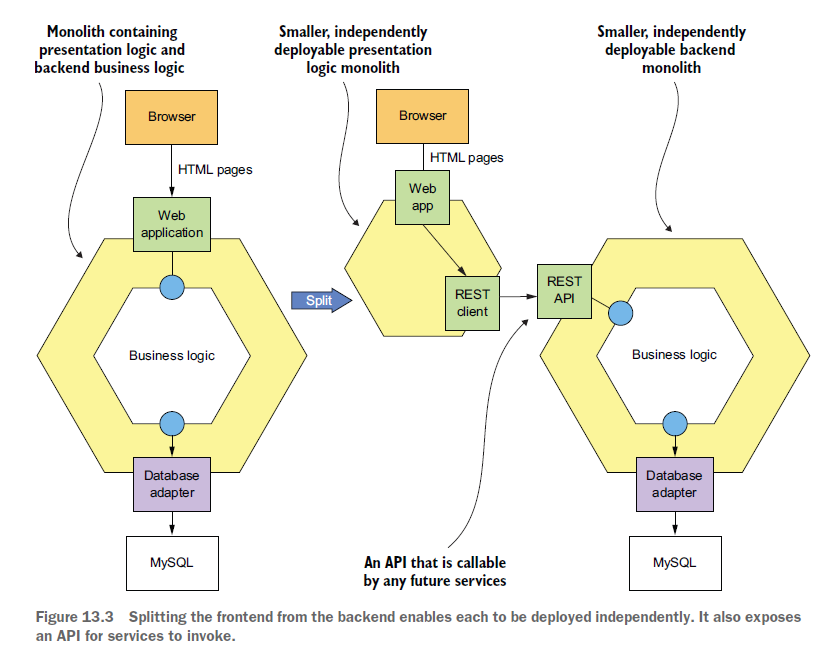 Monolith containing
presentation logic and
backend business logic
Smaller, independently
deployable presentation
logic monolith
Smaller, independently
deployable backend
monolith
Browser
HTML pages
Web
application
Business logic
Database
adapter
MySQL
Split
Browser
HTML pages
Web
app
REST
client
REST
API
Business logic
Database
adapter
MySQL
An API that is callable
by any future services
Figure 13.3 Splitting the frontend from the backend enables each to be deployed independently. It also exposes
an API for services to invoke.